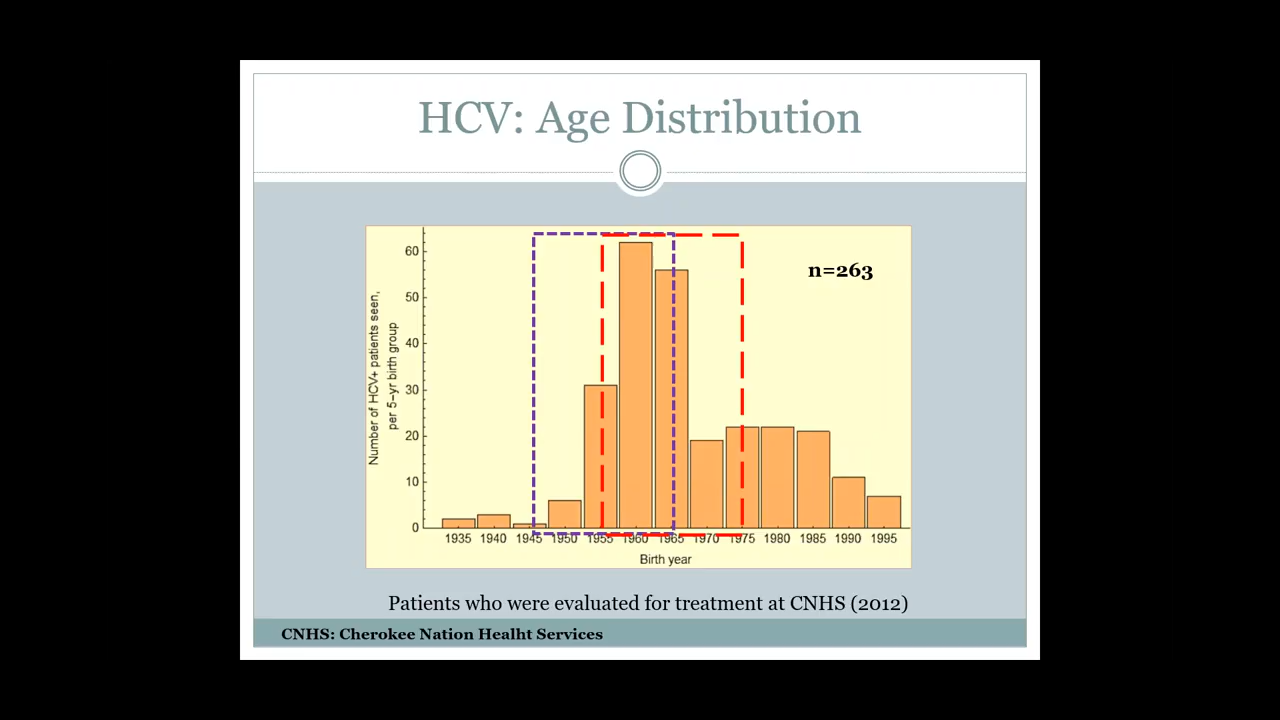 HCV: Age Distribution
n=263
Number of HCV+ patients seen,
per 5-yr birth group
60
50
40
30
20
10
0
1935 1940 1945 1950 1955 1960 1965 1970 1975 1980 1985 1990 1995
Birth year
Patients who were evaluated for treatment at CNHS (2012)
CNHS: Cherokee Nation Healht Services